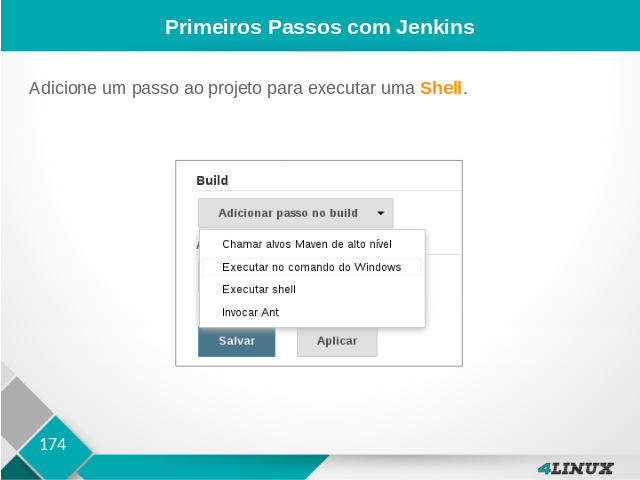 Primeiros Passos com Jenkins
Adicione um passo ao projeto para executar uma Shell.
Build
Adicionar passo no build
Chamar alvos Maven de alto nível
Executar no comando do Windows
Executar shell
Invocar Ant
Salvar
Aplicar
174
4LINUX